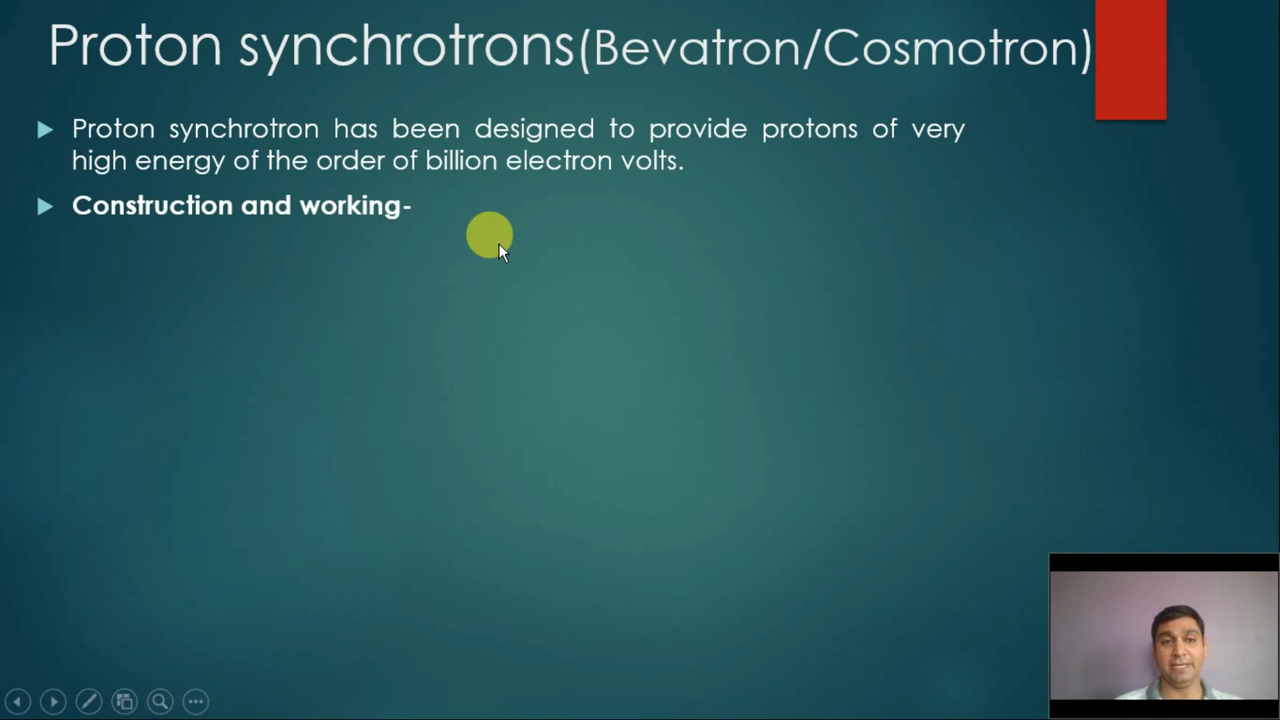 Proton synchrotrons(Bevatron/Cosmotron)
Proton synchrotron has been designed to provide protons of very
high energy of the order of billion electron volts.
Construction and working-